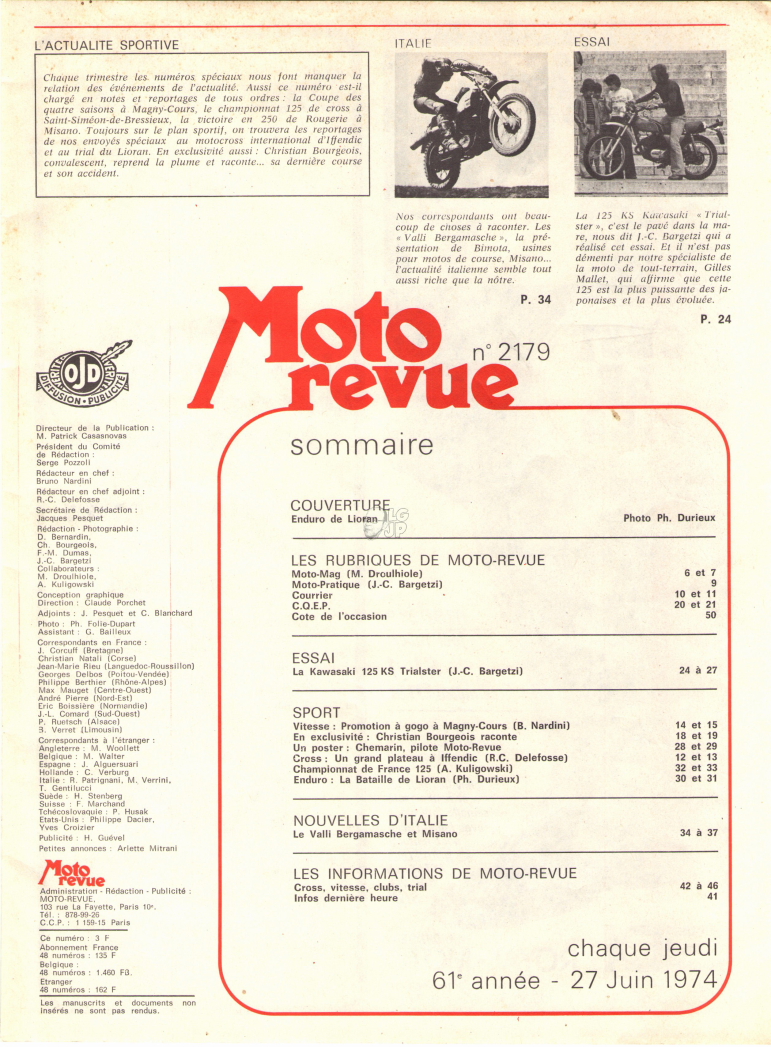 L'ACTUALITE SPORTIVE
Chaque trimestre les numéros spéciaux nous font manquer la
relation des événements de l'actualité. Aussi ce numéro est-il
chargé en notes et reportages de tous ordres : la Coupe des
quatre saisons à Magny-Cours, le championnat 125 de cross à
Saint-Siméon-de-Bressieux, la victoire en 250 de Rougerie à
Misano. Toujours sur le plan sportif, on trouvera les reportages
de nos envoyés spéciaux au motocross international d'Iffendic
et au trial du Lioran. En exclusivité aussi : Christian Bourgeois,
convalescent, reprend la plume et raconte... sa dernière course
et son accident.
ITALIE
Nos correspondants ont beau-
coup de choses à raconter. Les
« Valli Bergamasche », la pré-
sentation de Bimota, usines
pour motos de course, Misano...
l'actualité italienne semble tout
aussi riche que la nôtre.
P. 34
ESSAI
La 125 KS Kawasaki « Trial-
ster », c'est le pavé dans la ma-
re, nous dit J.-C. Bargetzi qui a
réalisé cet essai. Et il n'est pas
démenti par notre spécialiste de
la moto de tout-terrain, Gilles
Mallet, qui affirme que cette
125 est la plus puissante des ja-
ponaises et la plus évoluée.
P. 24
Moto
revue
n° 2179
OJD
DIFFUSION • PUBLICITÉ
Directeur de la Publication :
M. Patrick Casasnovas
Président du Comité
de Rédaction :
Serge Pozzoli
Rédacteur en chef :
Bruno Nardini
Rédacteur en chef adjoint :
R.-C. Delefosse
Secrétaire de Rédaction :
Jacques Pesquet
Rédaction - Photographie :
D. Bernardin,
Ch. Bourgeois,
F.-M. Dumas,
J.-C. Bargetzi
Collaborateurs :
M. Droulhiole,
A. Kuligowski
Conception graphique
Direction : Claude Porchet
Adjoints : J. Pesquet et C. Blanchard
Photo : Ph. Folie-Dupart
Assistant : G. Bailleux
Correspondants en France :
J. Corcuff (Bretagne)
Christian Natali (Corse)
Jean-Marie Rieu (Languedoc-Roussillon)
Georges Delbos (Poitou-Vendée)
Philippe Berthier (Rhône-Alpes)
Max Mauget (Centre-Ouest)
André Pierre (Nord-Est)
Eric Boissière (Normandie)
J.-L. Comard (Sud-Ouest)
P. Ruetsch (Alsace)
B. Verret (Limousin)
Correspondants à l'étranger :
Angleterre : M. Woollett
Belgique : M. Walter
Espagne : J. Alguersuari
Hollande : C. Verburg
Italie : R. Patrignani, M. Verrini,
T. Gentilucci
Suède : H. Stenberg
Suisse : F. Marchand
Tchécoslovaquie : P. Husak
Etats-Unis : Philippe Dacier,
Yves Croizier
Publicité : H. Guével
Petites annonces : Arlette Mitrani
Moto
revue
Administration - Rédaction - Publicité :
MOTO-REVUE,
103 rue La Fayette, Paris 10e.
Tél. : 878-99-26
C.C.P. : 1 159-15 Paris
Ce numéro : 3 F
Abonnement France
48 numéros : 135 F
Belgique :
48 numéros : 1.460 FB.
Etranger
48 numéros : 162 F
Les manuscrits et documents non
insérés ne sont pas rendus.
sommaire
COUVERTURE
Enduro de Lioran Photo Ph. Durieux
LG
JP
LES RUBRIQUES DE MOTO-REVUE
Moto-Mag (M. Droulhiole) 6 et 7
Moto-Pratique (J.-C. Bargetzi) 9
Courrier 10 et 11
C.Q.E.P. 20 et 21
Cote de l'occasion 50
ESSAI
La Kawasaki 125 KS Trialster (J.-C. Bargetzi) 24 à 27
SPORT
Vitesse : Promotion à gogo à Magny-Cours (B. Nardini) 14 et 15
En exclusivité : Christian Bourgeois raconte 18 et 19
Un poster : Chemarin, pilote Moto-Revue 28 et 29
Cross : Un grand plateau à Iffendic (R.C. Delefosse) 12 et 13
Championnat de France 125 (A. Kuligowski) 32 et 33
Enduro : La Bataille de Lioran (Ph. Durieux) 30 et 31
NOUVELLES D'ITALIE
Le Valli Bergamasche et Misano 34 à 37
LES INFORMATIONS DE MOTO-REVUE
Cross, vitesse, clubs, trial 42 à 46
Infos dernière heure 41
chaque jeudi
61e année - 27 Juin 1974